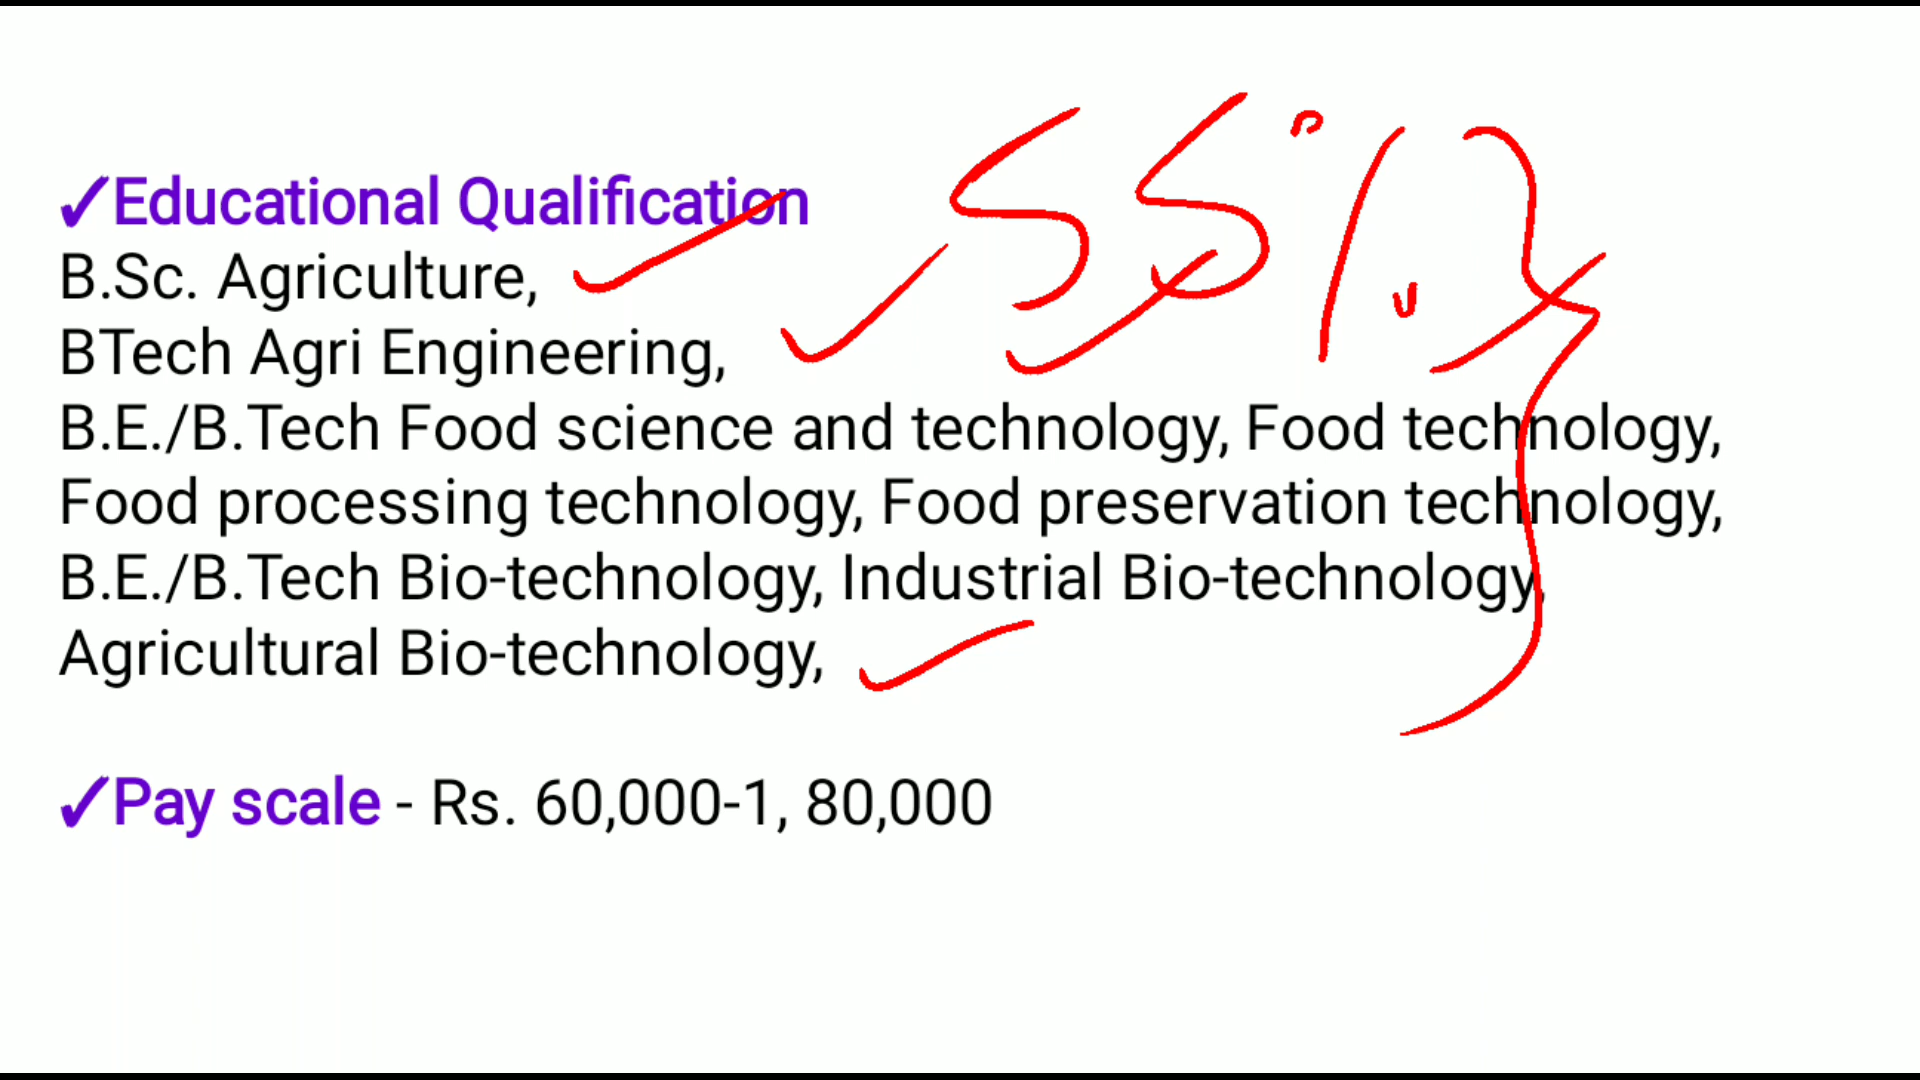 ✓Educational Qualification
55%
B.Sc. Agriculture,
BTech Agri Engineering,
B.E./B.Tech Food science and technology, Food technology,
Food processing technology, Food preservation technology,
B.E./B.Tech Bio-technology, Industrial Bio-technology,
Agricultural Bio-technology,
✓Pay scale - Rs. 60,000-1, 80,000